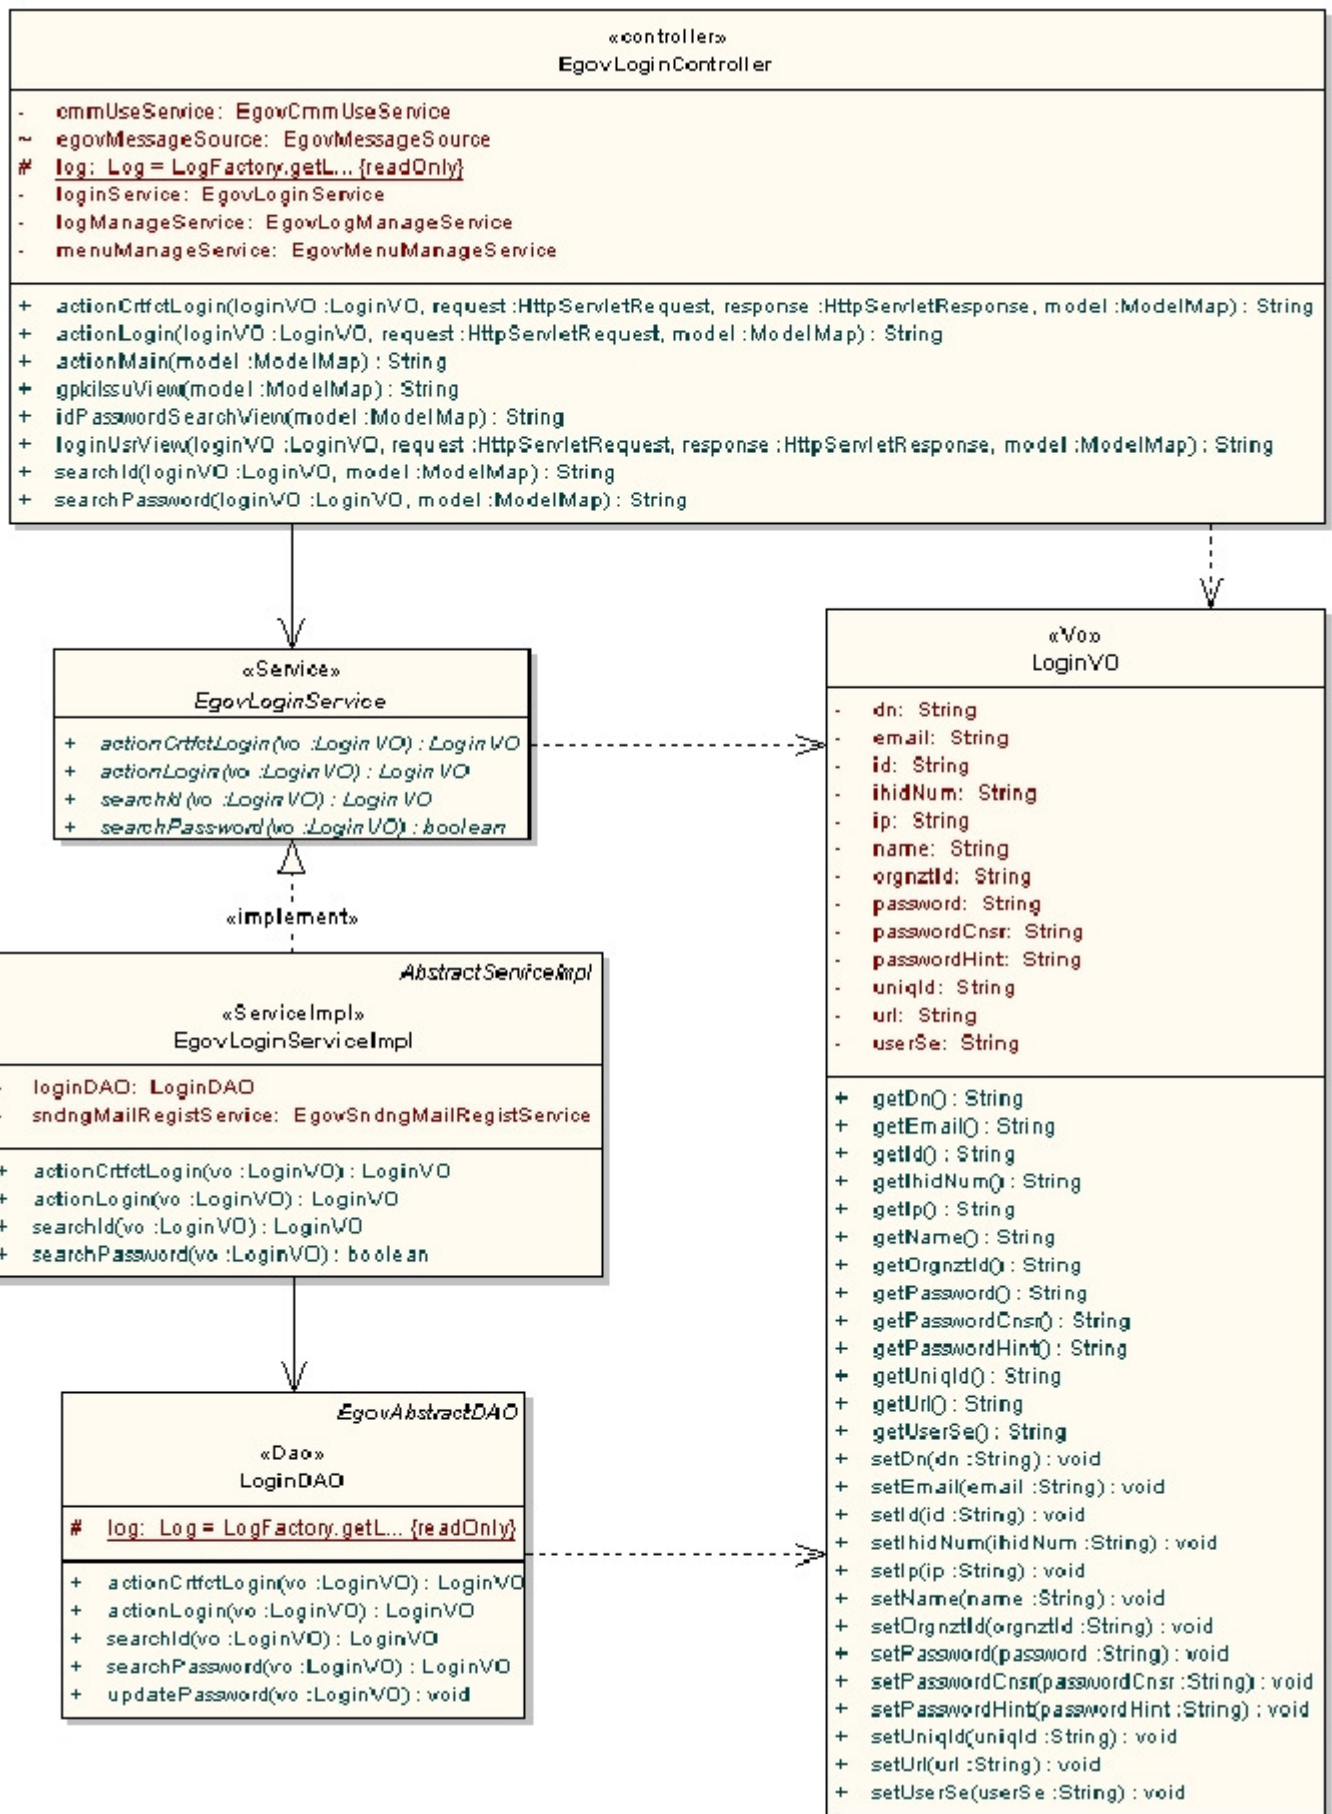 «controller»
EgovLoginController
- cmmUseService: EgovCmmUseService
~ egovMessageSource: EgovMessageSource
# log: Log = LogFactory.getL... {readOnly}
- loginService: EgovLoginService
- logManageService: EgovLogManageService
- menuManageService: EgovMenuManageService
+ actionCrtfctLogin(loginVO :LoginVO, request :HttpServletRequest, response :HttpServletResponse, model :ModelMap) : String
+ actionLogin(loginVO :LoginVO, request :HttpServletRequest, model :ModelMap) : String
+ actionMain(model :ModelMap) : String
+ gpkiIssuView(model :ModelMap) : String
+ idPasswordSearchView(model :ModelMap) : String
+ loginUsrView(loginVO :LoginVO, request :HttpServletRequest, response :HttpServletResponse, model :ModelMap) : String
+ searchId(loginVO :LoginVO, model :ModelMap) : String
+ searchPassword(loginVO :LoginVO, model :ModelMap) : String
«Service»
EgovLoginService
+ actionCrtfctLogin(vo :LoginVO) : LoginVO
+ actionLogin(vo :LoginVO) : LoginVO
+ searchId(vo :LoginVO) : LoginVO
+ searchPassword(vo :LoginVO) : boolean
«implement»
AbstractServiceImpl
«ServiceImpl»
EgovLoginServiceImpl
- loginDAO: LoginDAO
- sndngMailRegistService: EgovSndngMailRegistService
+ actionCrtfctLogin(vo :LoginVO) : LoginVO
+ actionLogin(vo :LoginVO) : LoginVO
+ searchId(vo :LoginVO) : LoginVO
+ searchPassword(vo :LoginVO) : boolean
EgovAbstractDAO
«Dao»
LoginDAO
# log: Log = LogFactory.getL... {readOnly}
+ actionCrtfctLogin(vo :LoginVO) : LoginVO
+ actionLogin(vo :LoginVO) : LoginVO
+ searchId(vo :LoginVO) : LoginVO
+ searchPassword(vo :LoginVO) : LoginVO
+ updatePassword(vo :LoginVO) : void
«Vo»
LoginVO
- dn: String
- email: String
- id: String
- ihidNum: String
- ip: String
- name: String
- orgnztId: String
- password: String
- passwordCnsr: String
- passwordHint: String
- uniqId: String
- url: String
- userSe: String
+ getDn() : String
+ getEmail() : String
+ getId() : String
+ getIhidNum() : String
+ getIp() : String
+ getName() : String
+ getOrgnztId() : String
+ getPassword() : String
+ getPasswordCnsr() : String
+ getPasswordHint() : String
+ getUniqId() : String
+ getUrl() : String
+ getUserSe() : String
+ setDn(dn :String) : void
+ setEmail(email :String) : void
+ setId(id :String) : void
+ setIhidNum(ihidNum :String) : void
+ setIp(ip :String) : void
+ setName(name :String) : void
+ setOrgnztId(orgnztId :String) : void
+ setPassword(password :String) : void
+ setPasswordCnsr(passwordCnsr :String) : void
+ setPasswordHint(passwordHint :String) : void
+ setUniqId(uniqId :String) : void
+ setUrl(url :String) : void
+ setUserSe(userSe :String) : void